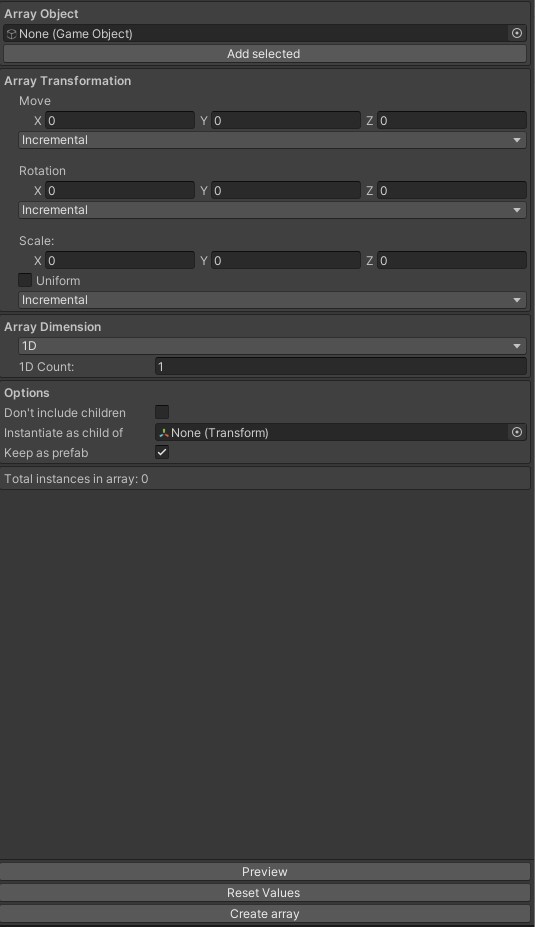 Array Object
None (Game Object)
Add selected
Array Transformation
Move
X 0 Y 0 Z 0
Incremental
Rotation
X 0 Y 0 Z 0
Incremental
Scale:
X 0 Y 0 Z 0
Uniform
Incremental
Array Dimension
1D
1D Count: 1
Options
Don't include children
Instantiate as child of None (Transform)
Keep as prefab
Total instances in array: 0
Preview
Reset Values
Create array